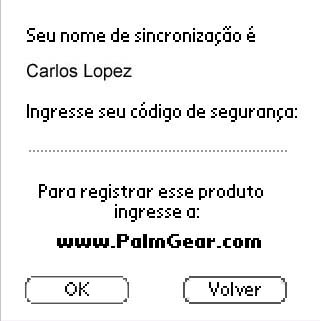 Seu nome de sincronização é
Carlos Lopez
Ingresse seu código de segurança:
Para registrar esse produto
ingresse a:
www.PalmGear.com
OK
Volver